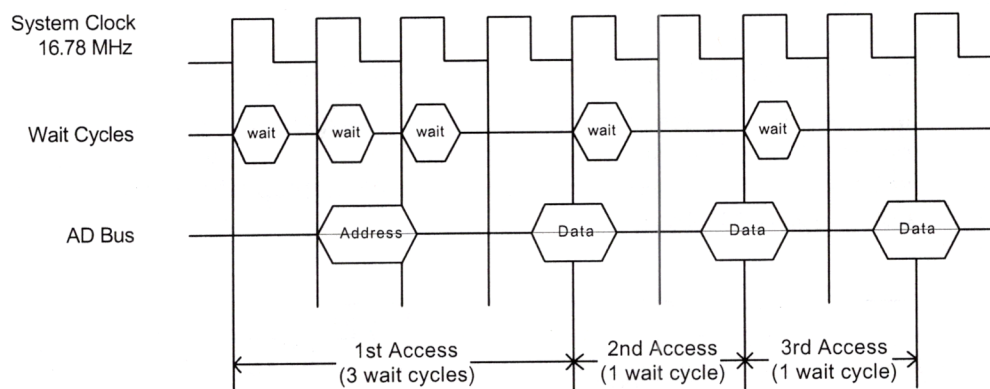 System Clock
16.78 MHz
Wait Cycles
wait
wait
wait
wait
wait
AD Bus
Address
Data
Data
Data
1st Access
(3 wait cycles)
2nd Access
(1 wait cycle)
3rd Access
(1 wait cycle)